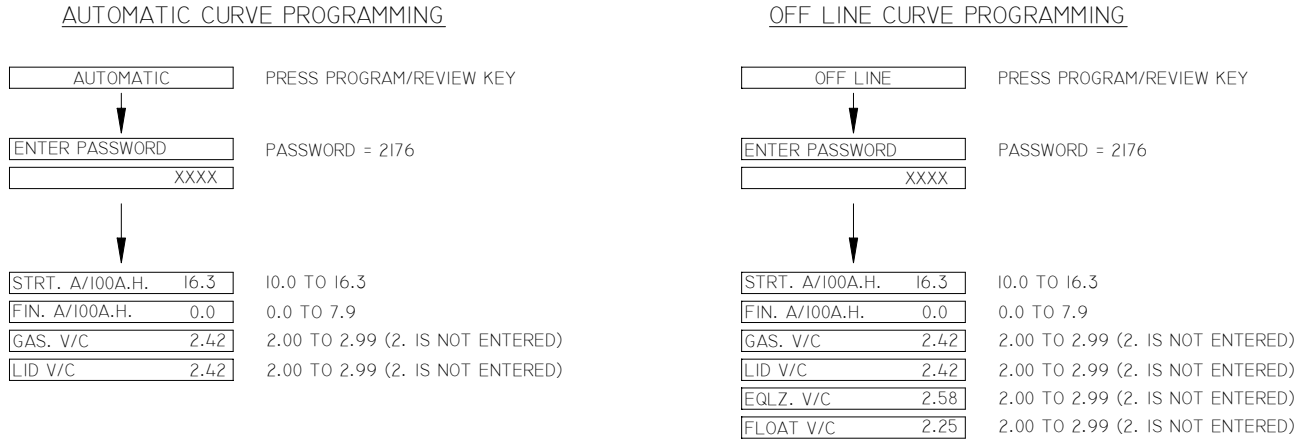 AUTOMATIC CURVE PROGRAMMING
AUTOMATIC PRESS PROGRAM/REVIEW KEY
ENTER PASSWORD PASSWORD = 2176
XXXX
STRT. A/100A.H. 16.3 10.0 TO 16.3
FIN. A/100A.H. 0.0 0.0 TO 7.9
GAS. V/C 2.42 2.00 TO 2.99 (2. IS NOT ENTERED)
LID V/C 2.42 2.00 TO 2.99 (2. IS NOT ENTERED)
OFF LINE CURVE PROGRAMMING
OFF LINE PRESS PROGRAM/REVIEW KEY
ENTER PASSWORD PASSWORD = 2176
XXXX
STRT. A/100A.H. 16.3 10.0 TO 16.3
FIN. A/100A.H. 0.0 0.0 TO 7.9
GAS. V/C 2.42 2.00 TO 2.99 (2. IS NOT ENTERED)
LID V/C 2.42 2.00 TO 2.99 (2. IS NOT ENTERED)
EQLZ. V/C 2.58 2.00 TO 2.99 (2. IS NOT ENTERED)
FLOAT V/C 2.25 2.00 TO 2.99 (2. IS NOT ENTERED)